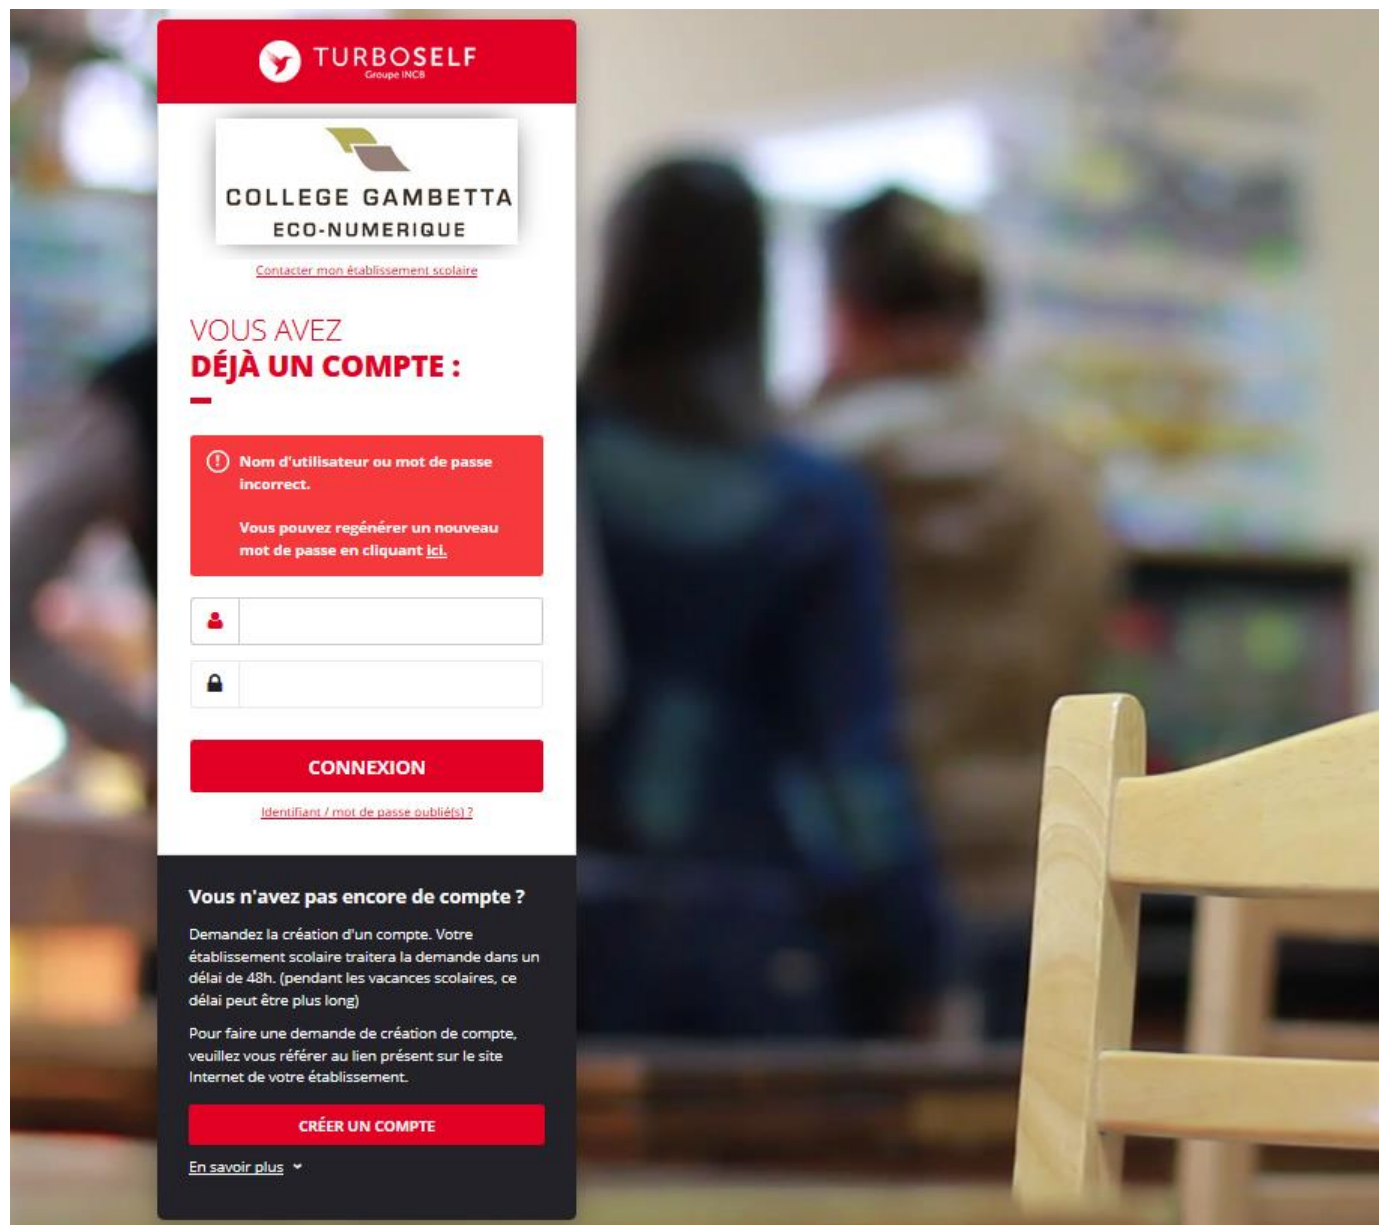 TURBOSELF
Groupe INCB
COLLEGE GAMBETTA
ECO-NUMERIQUE
Contacter mon établissement scolaire
VOUS AVEZ
DÉJÀ UN COMPTE :
Nom d'utilisateur ou mot de passe
incorrect.
Vous pouvez regénérer un nouveau
mot de passe en cliquant ici.
CONNEXION
Identifiant / mot de passe oublié(s) ?
Vous n'avez pas encore de compte ?
Demandez la création d'un compte. Votre
établissement scolaire traitera la demande dans un
délai de 48h. (pendant les vacances scolaires, ce
délai peut être plus long)
Pour faire une demande de création de compte,
veuillez vous référer au lien présent sur le site
Internet de votre établissement.
CRÉER UN COMPTE
En savoir plus